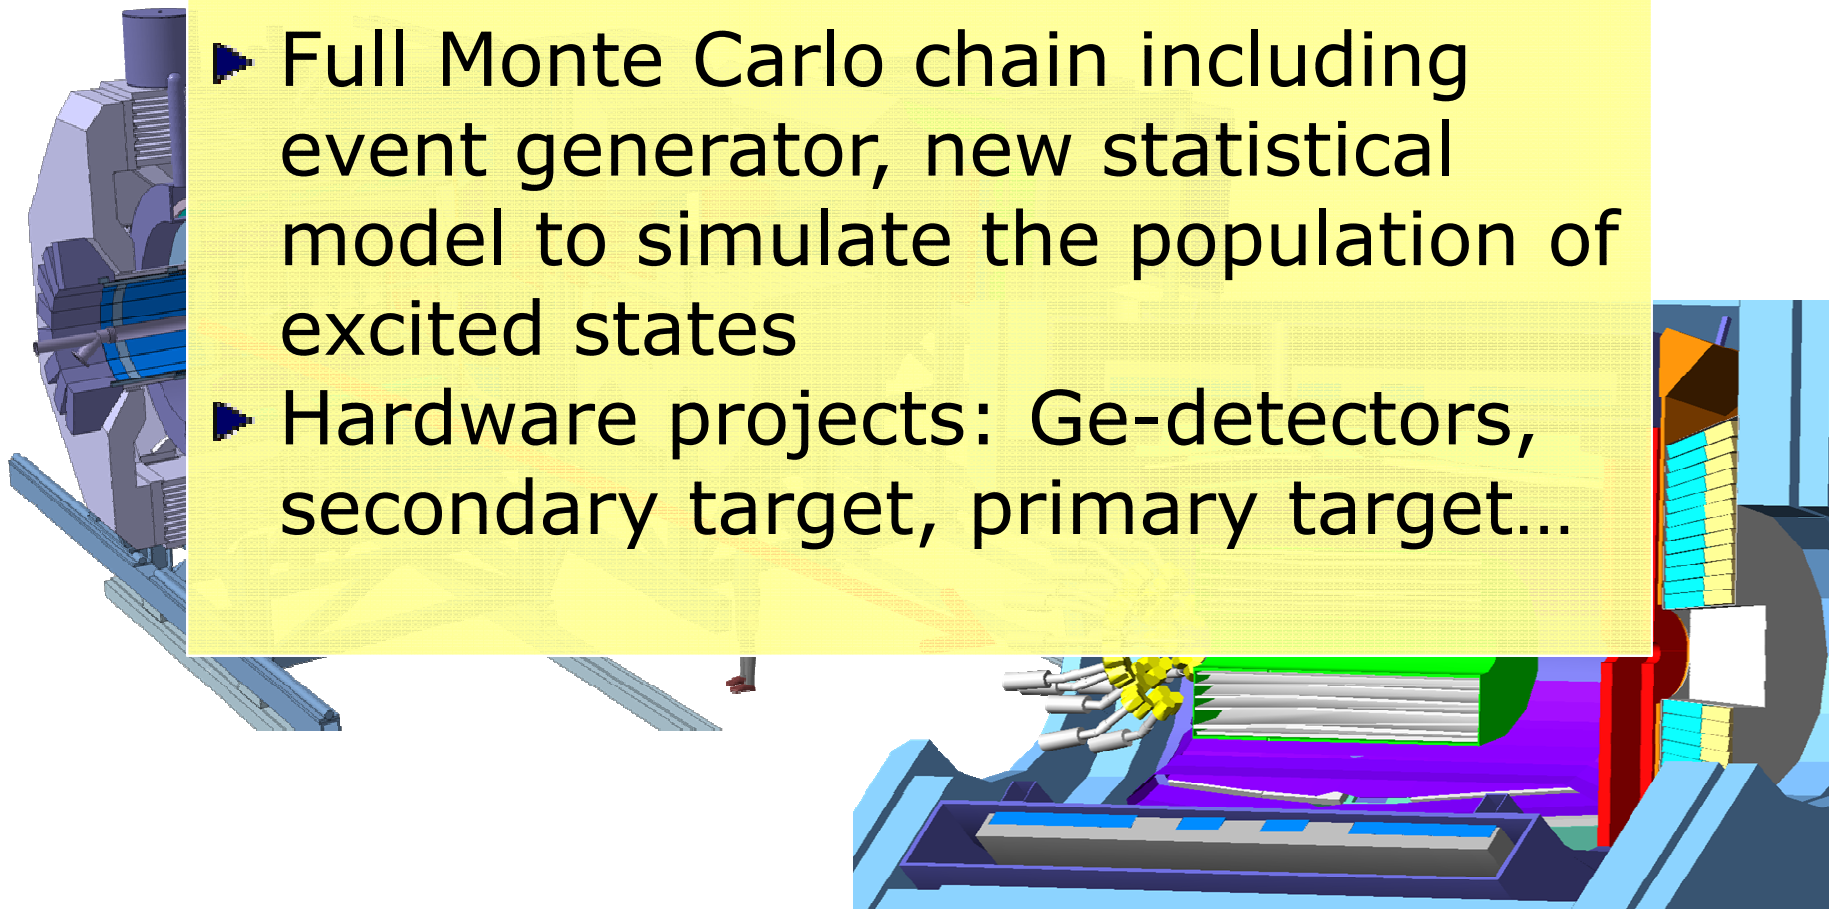 Full Monte Carlo chain including
event generator, new statistical
model to simulate the population of
excited states
Hardware projects: Ge-detectors,
secondary target, primary target…